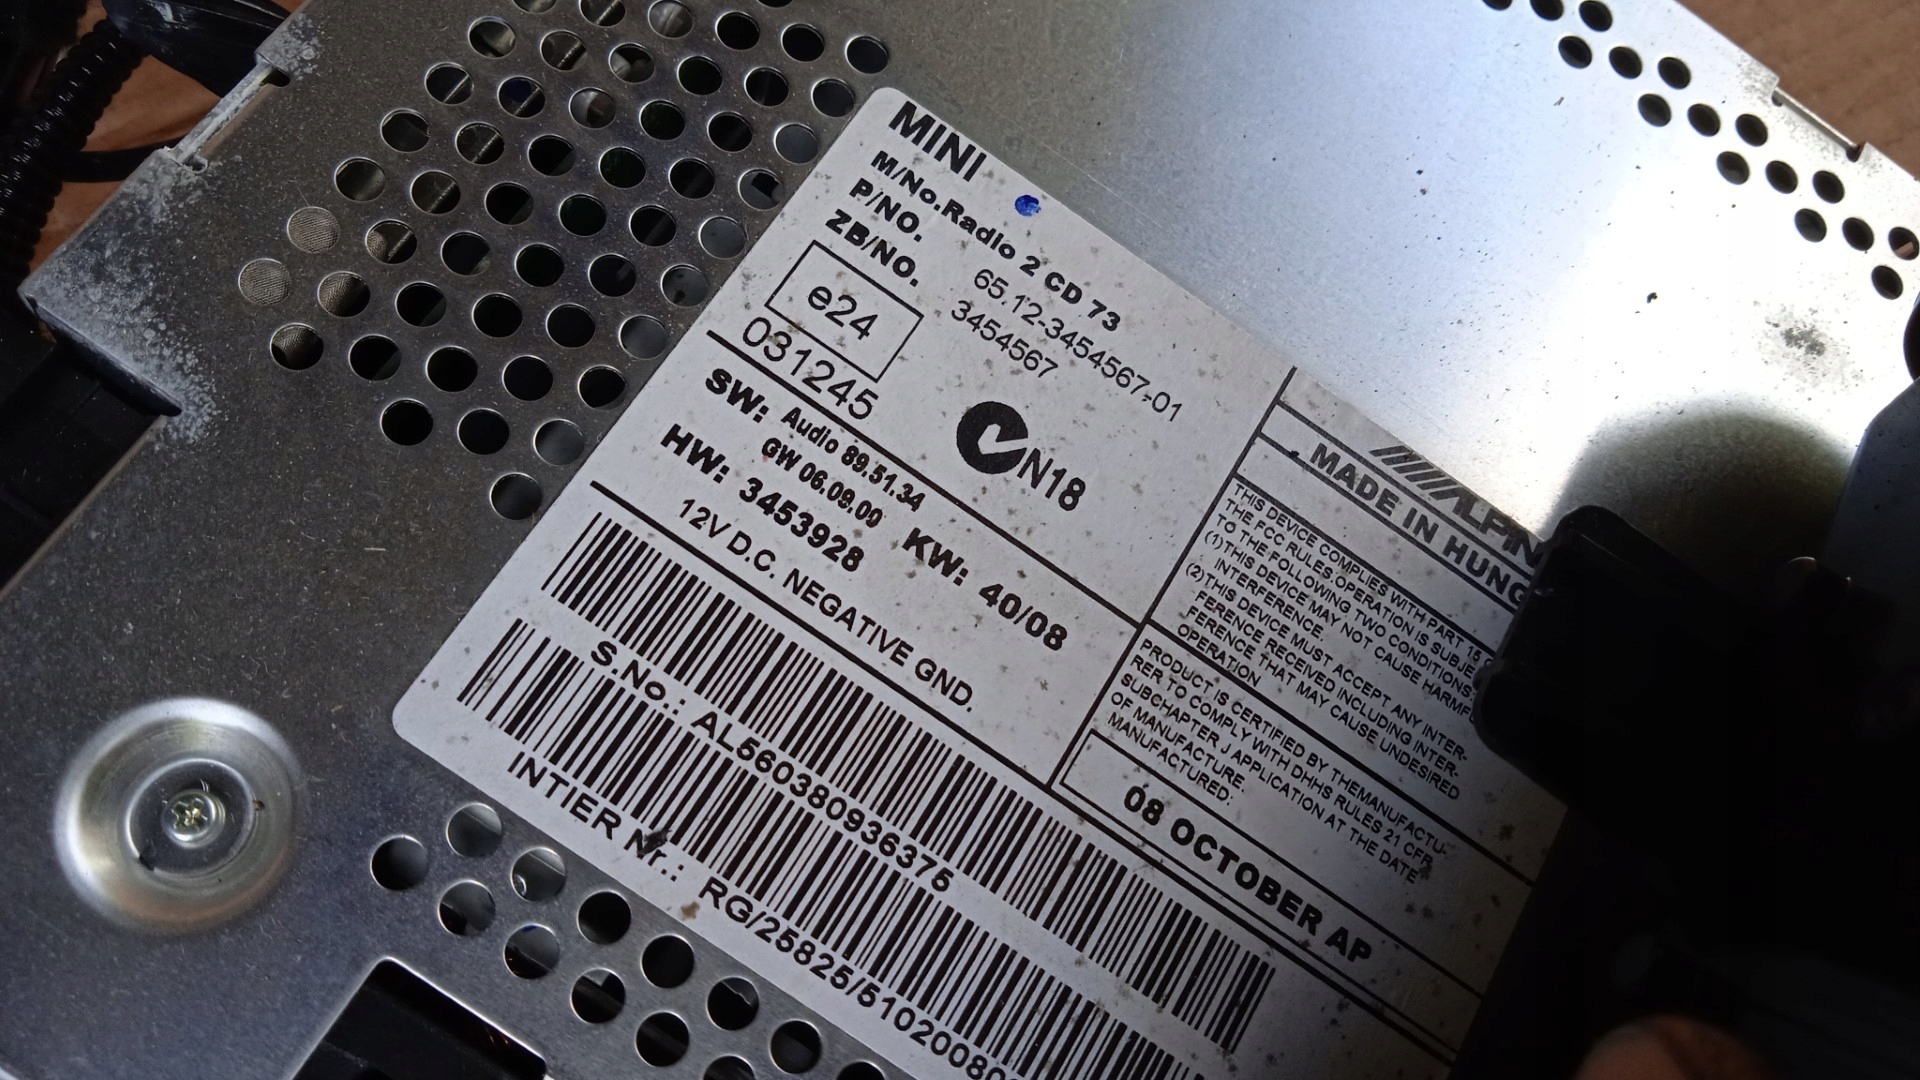 MINI
M/No.Radio 2 CD 73
P/NO. 65.12-3454567-01
ZB/NO. 3454567
e24
031245
N18
SW: Audio 89.51.34
GW 06.09.00 KW: 40/08
HW: 3453928
12V D.C. NEGATIVE GND.
S.No.: AL560380936375
INTIER Nr.: RG/25825/5102008
MADE IN
THIS DEVICE COMPLIES WITH PART 15
THE FCC RULES.OPERATION IS
TO THE FOLLOWING TWO CONDITIONS
(1)THIS DEVICE MAY NOT CAUSE
INTERFERENCE.
(2)THIS DEVICE MUST ACCEPT ANY INTER-
FERENCE RECEIVED INCLUDING INTER-
FERENCE THAT MAY CAUSE UNDESIRED
OPERATION
PRODUCT IS CERTIFIED BY THEMANUFACTU-
RER TO COMPLY WITH DHHS RULES 21 CFR
SUBCHAPTER J APPLICATION AT THE DATE
OF MANUFACTURE.
MANUFACTURED:
08 OCTOBER AP